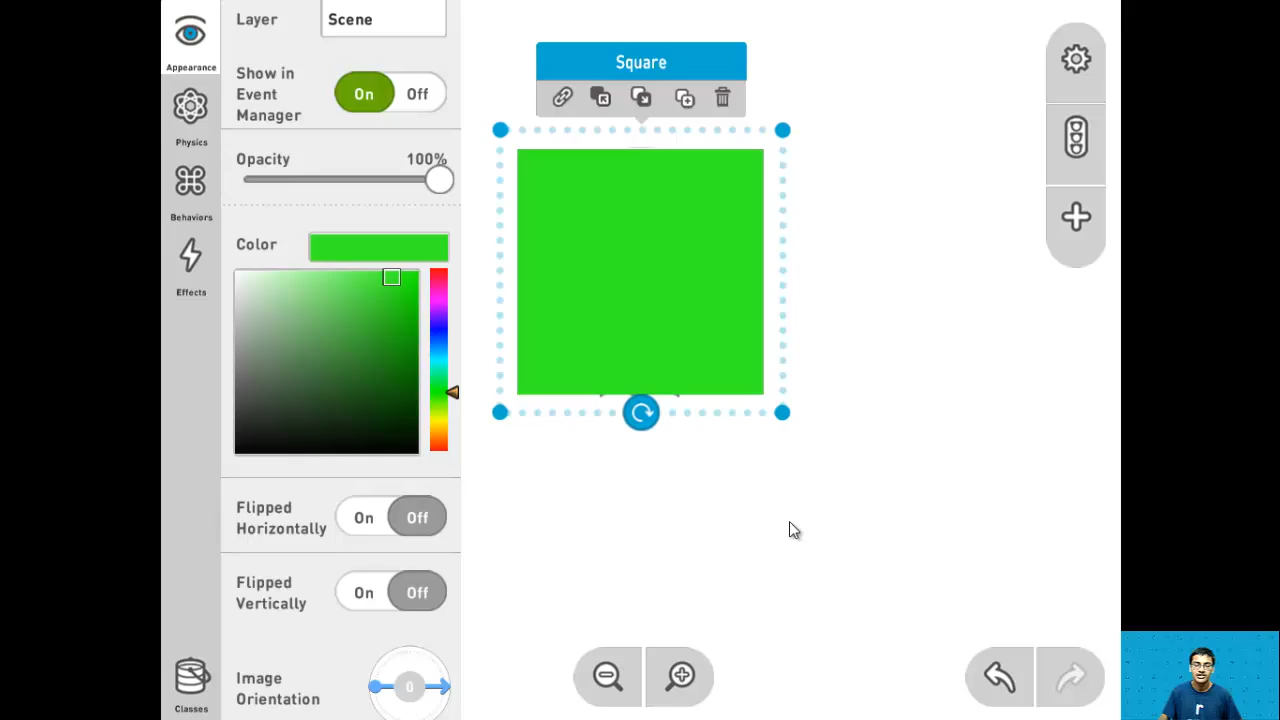 Layer
Scene
Appearance
Show in
Event
Manager
On
Off
Physics
Opacity
100%
Behaviors
Color
Effects
Square
Flipped
Horizontally
On
Off
Flipped
Vertically
On
Off
Image
Orientation
0
Classes
r